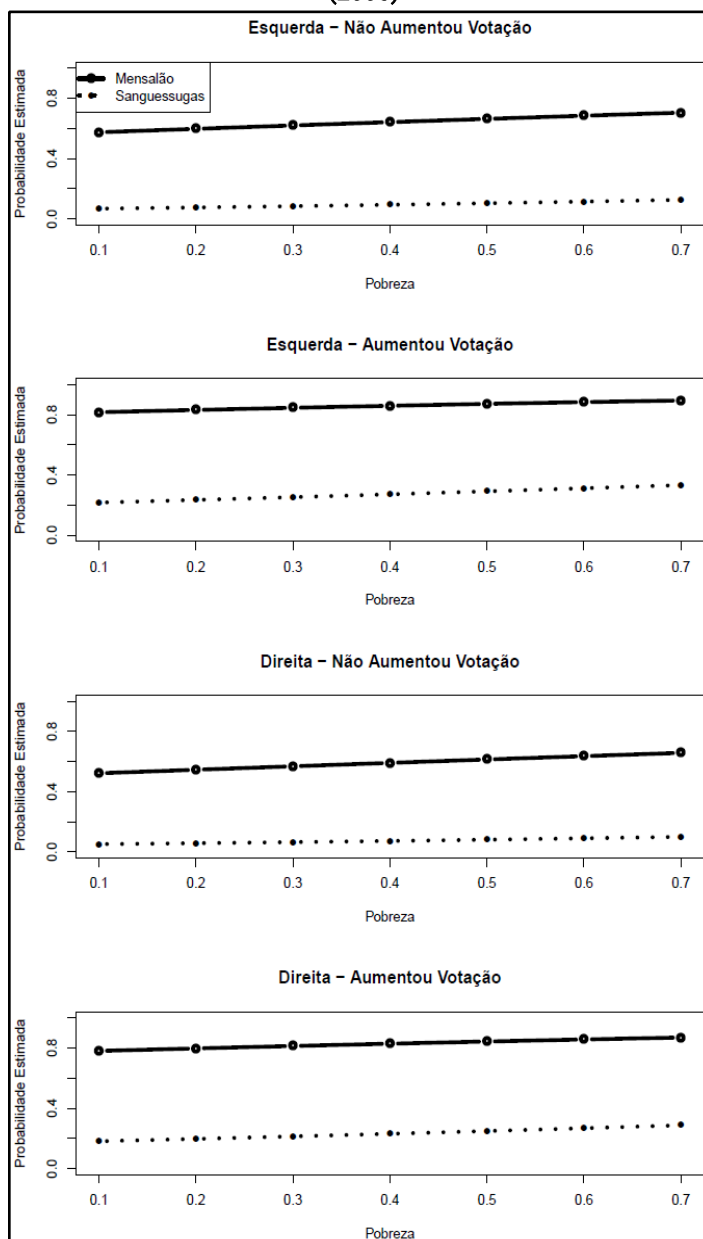 Esquerda − Não Aumentou Votação
Mensalão
Sanguessugas
Probabilidade Estimada
0.0 0.4 0.8
0.1 0.2 0.3 0.4 0.5 0.6 0.7
Pobreza
Esquerda − Aumentou Votação
Probabilidade Estimada
0.0 0.4 0.8
0.1 0.2 0.3 0.4 0.5 0.6 0.7
Pobreza
Direita − Não Aumentou Votação
Probabilidade Estimada
0.0 0.4 0.8
0.1 0.2 0.3 0.4 0.5 0.6 0.7
Pobreza
Direita − Aumentou Votação
Probabilidade Estimada
0.0 0.4 0.8
0.1 0.2 0.3 0.4 0.5 0.6 0.7
Pobreza